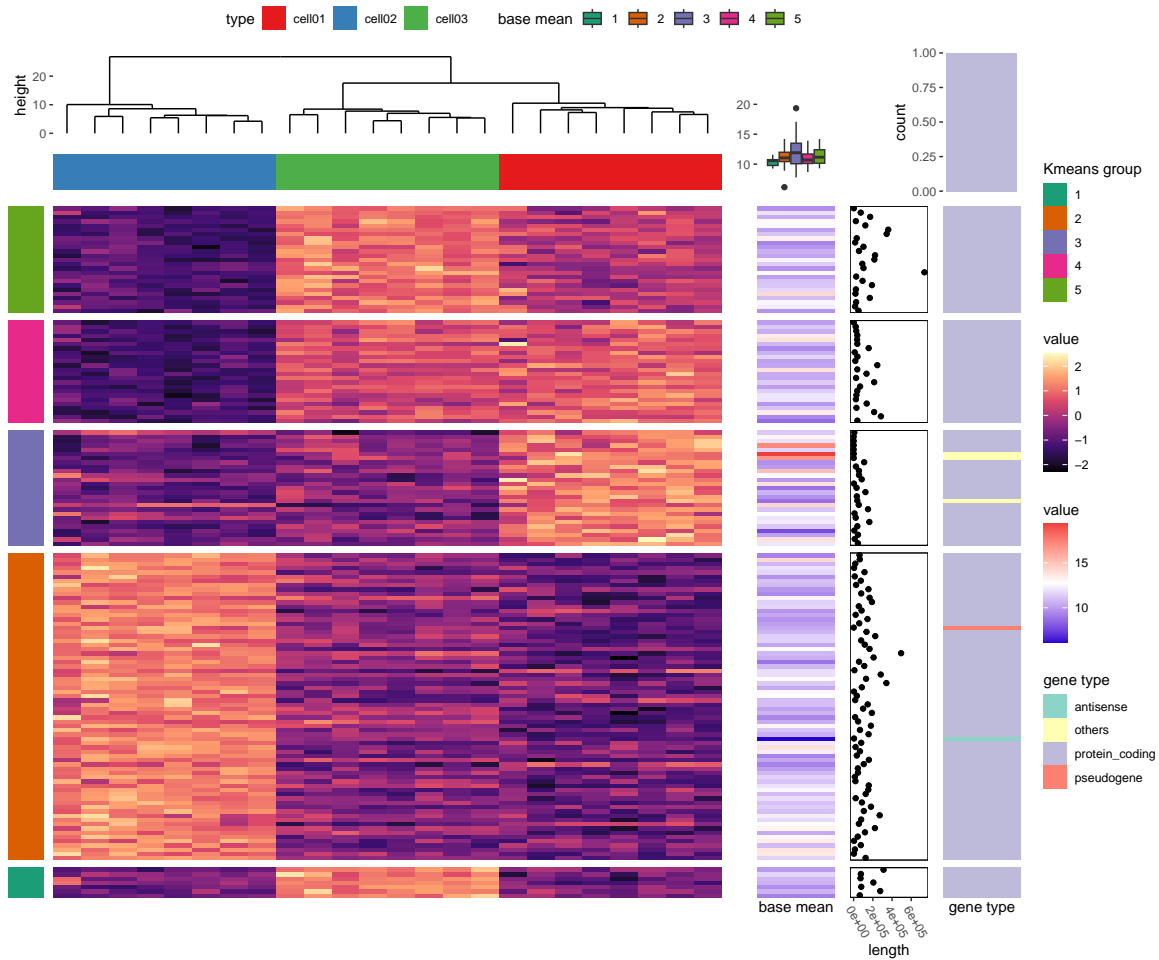 type cell01 cell02 cell03 base mean 1 2 3 4 5
height
20
10
0
20
15
10
count
1.00
0.75
0.50
0.25
0.00
Kmeans group
1
2
3
4
5
value
2
1
0
−1
−2
value
15
10
gene type
antisense
others
protein_coding
pseudogene
base mean
0e+00
2e+05
4e+05
6e+05
length
gene type